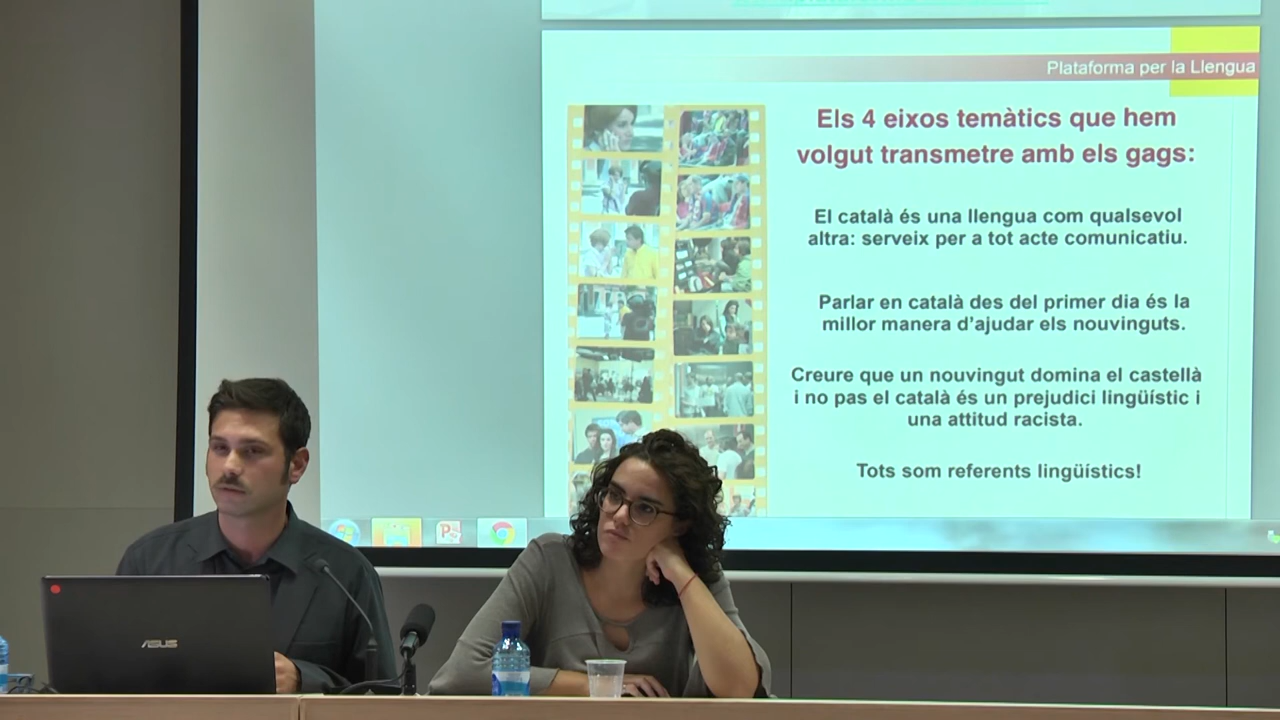 Plataforma per la Llengua
Els 4 eixos temàtics que hem
volgut transmetre amb els gags:
El català és una llengua com qualsevol
altra: serveix per a tot acte comunicatiu.
Parlar en català des del primer dia és la
millor manera d'ajudar els nouvinguts.
Creure que un nouvingut domina el castellà
i no pas el català és un prejudici lingüístic i
una attitud racista.
Tots som referents lingüístics!
ASUS